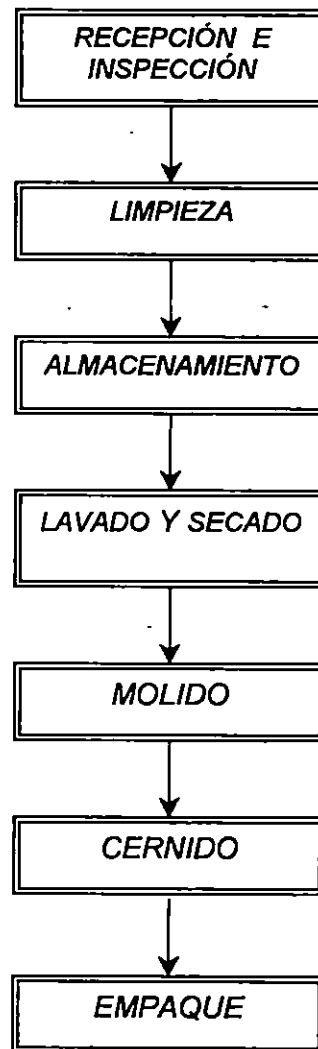 RECEPCIÓN E
INSPECCIÓN
LIMPIEZA
ALMACENAMIENTO
LAVADO Y SECADO
MOLIDO
CERNIDO
EMPAQUE